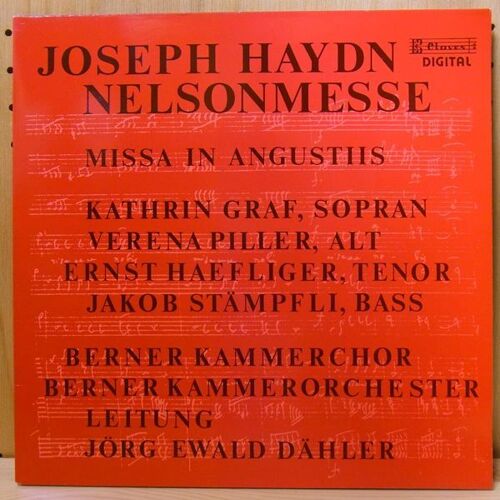 JOSEPH HAYDN
Claves
DIGITAL
NELSONMESSE
MISSA IN ANGUSTIIS
KATHRIN GRAF, SOPRAN
VERENA PILLER, ALT
ERNST HAEFLIGER, TENOR
JAKOB STÄMPFLI, BASS
BERNER KAMMERCHOR
BERNER KAMMERORCHESTER
LEITUNG
JÖRG EWALD DÄHLER